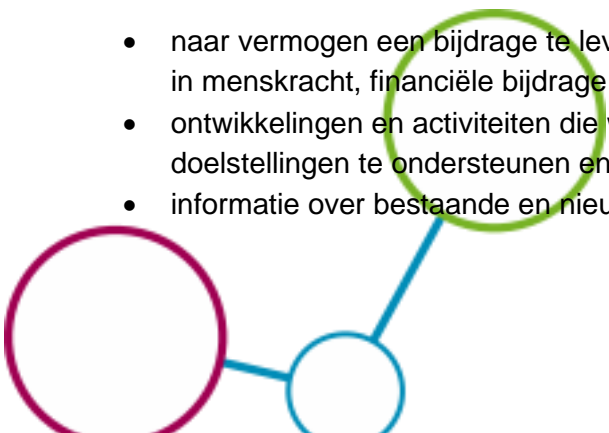 • naar vermogen een bijdrage te lev
in menskracht, financiële bijdrage
• ontwikkelingen en activiteiten die v
doelstellingen te ondersteunen en
• informatie over bestaande en nieu